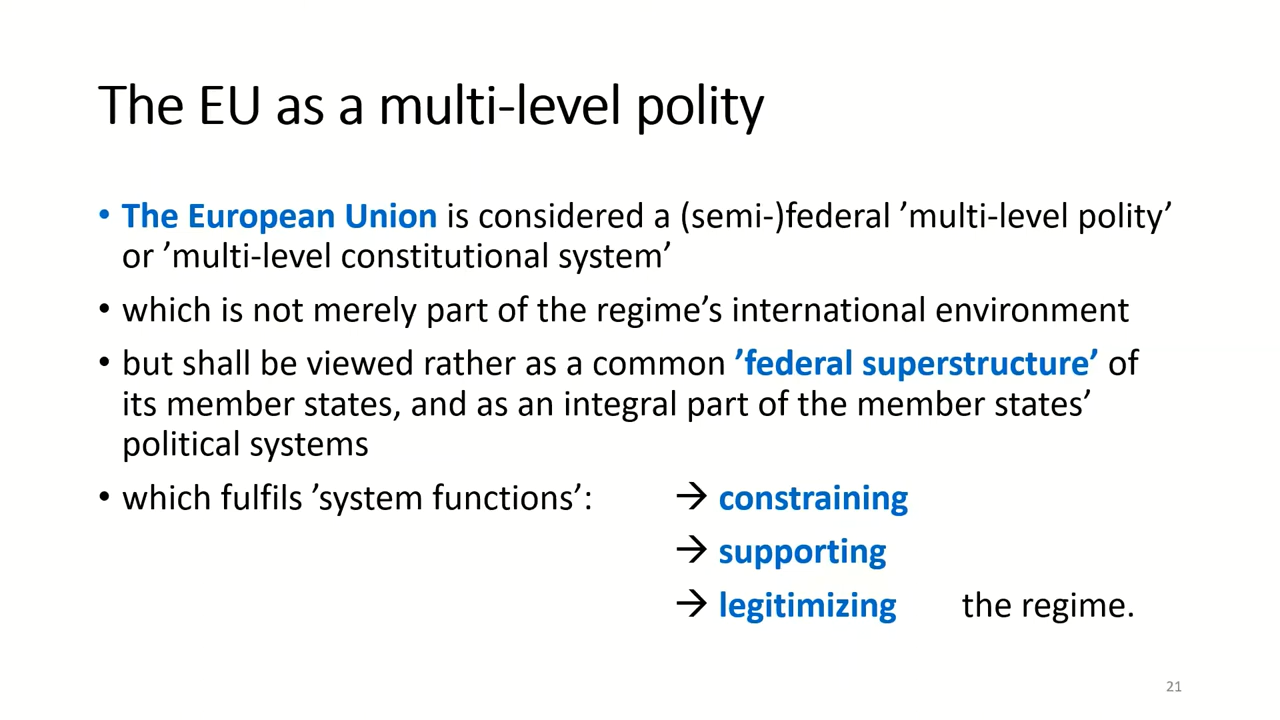 The EU as a multi-level polity
• The European Union is considered a (semi-)federal ’multi-level polity’
or ’multi-level constitutional system’
• which is not merely part of the regime’s international environment
• but shall be viewed rather as a common ’federal superstructure’ of
its member states, and as an integral part of the member states’
political systems
• which fulfils ’system functions’: → constraining
→ supporting
→ legitimizing the regime.
21